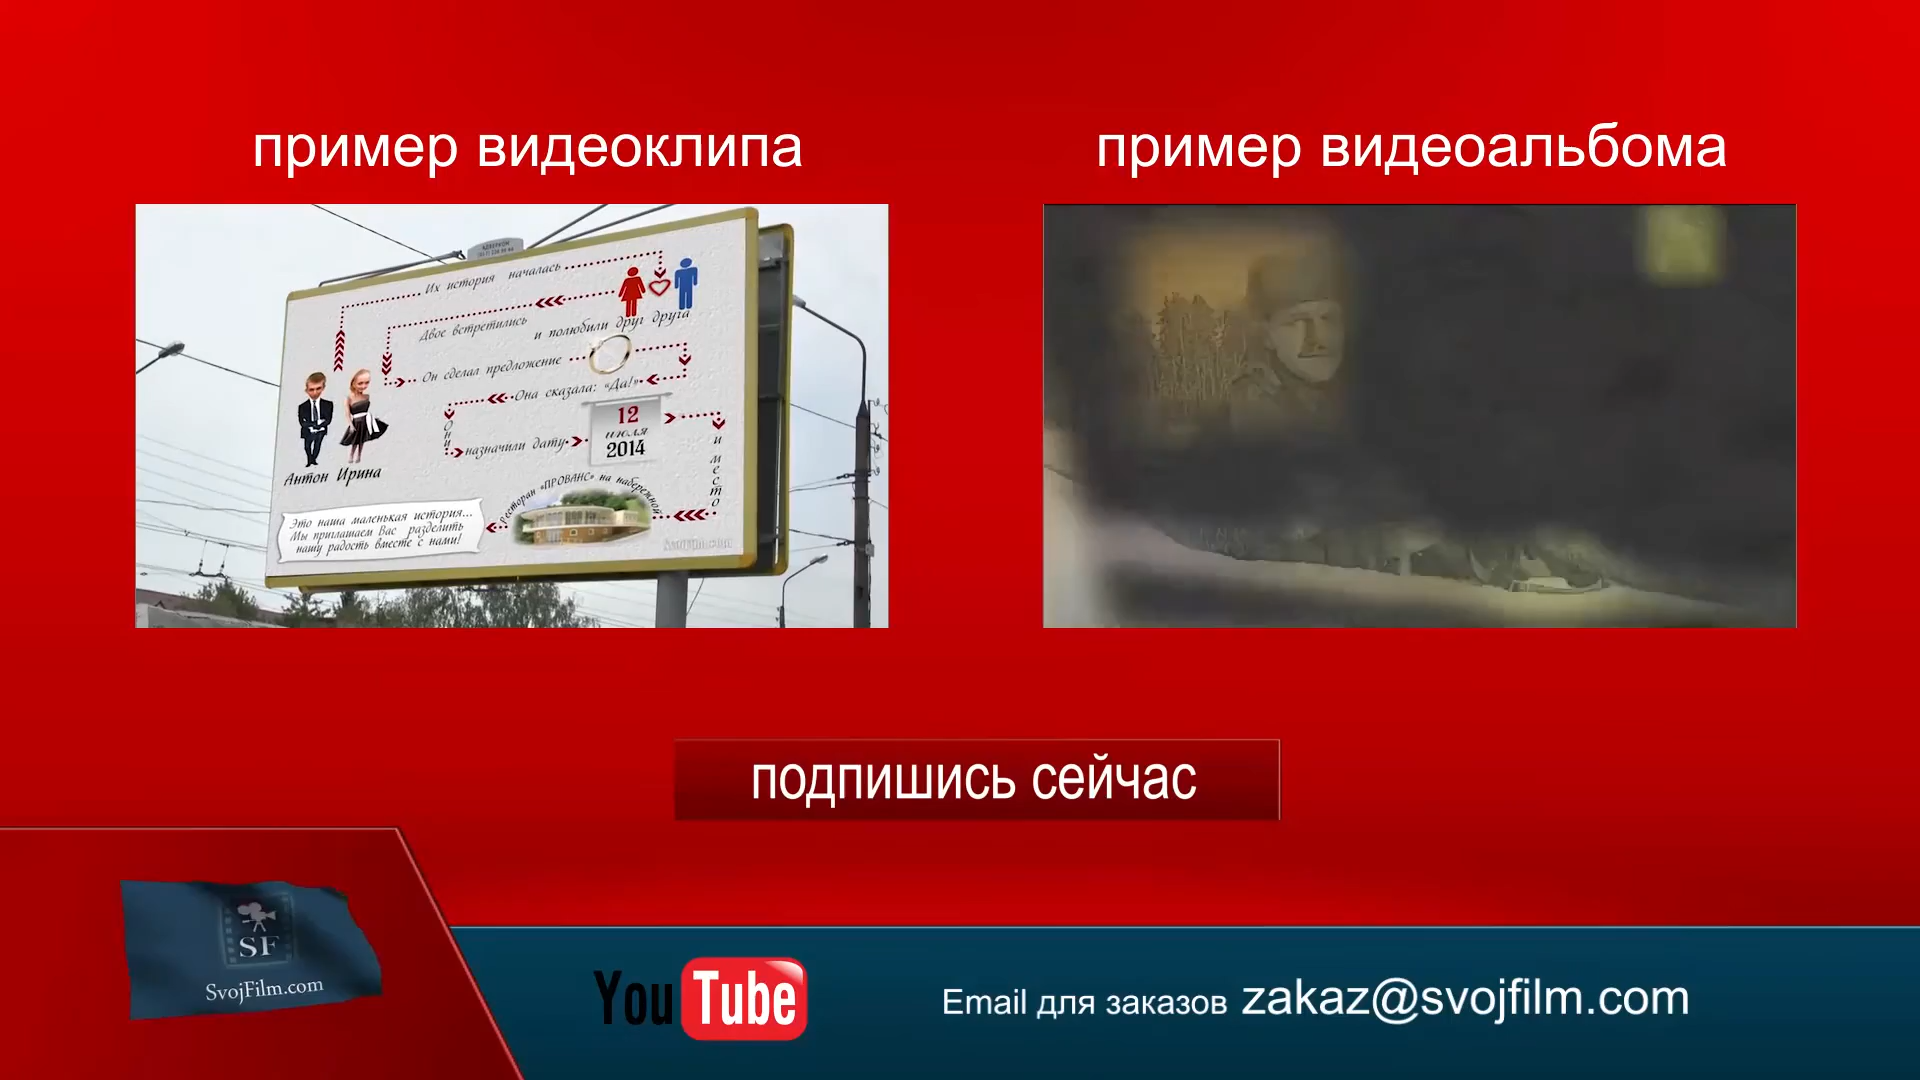 пример видеоклипа
пример видеоальбома
Их история началась
Двое встретились
и полюбили друг друга
Он сделал предложение
Она сказала: «Да!»
Они
назначили дату
12
июля
2014
и место
Антон Ирина
Ресторан «ПРОВАНС» на набережной
Это наша маленькая история...
Мы приглашаем Вас разделить
нашу радость вместе с нами!
SvojFilm.com
подпишись сейчас
SF
SvojFilm.com
YouTube
Email для заказов zakaz@svojfilm.com